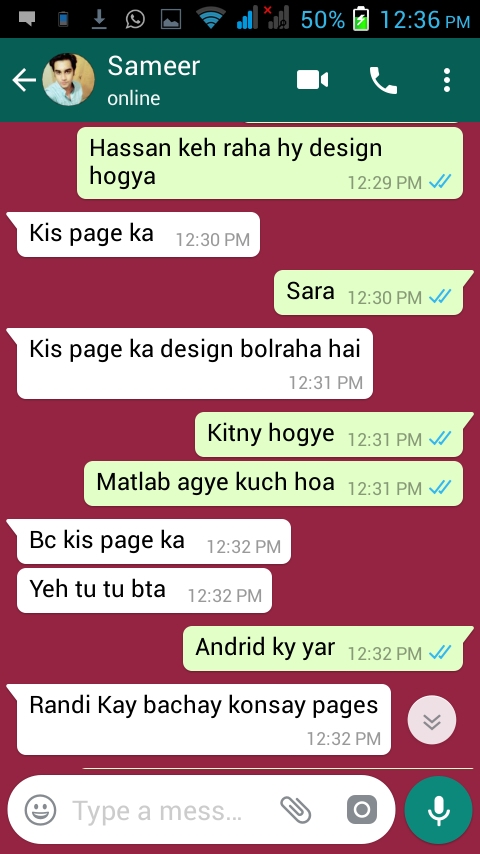 50% 12:36 PM
Sameer
online
Hassan keh raha hy design
hogya
12:29 PM
Kis page ka 12:30 PM
Sara 12:30 PM
Kis page ka design bolraha hai
12:31 PM
Kitny hogye 12:31 PM
Matlab agye kuch hoa 12:31 PM
Bc kis page ka 12:32 PM
Yeh tu tu bta 12:32 PM
Andrid ky yar 12:32 PM
Randi Kay bachay konsay pages
12:32 PM
Type a mess...